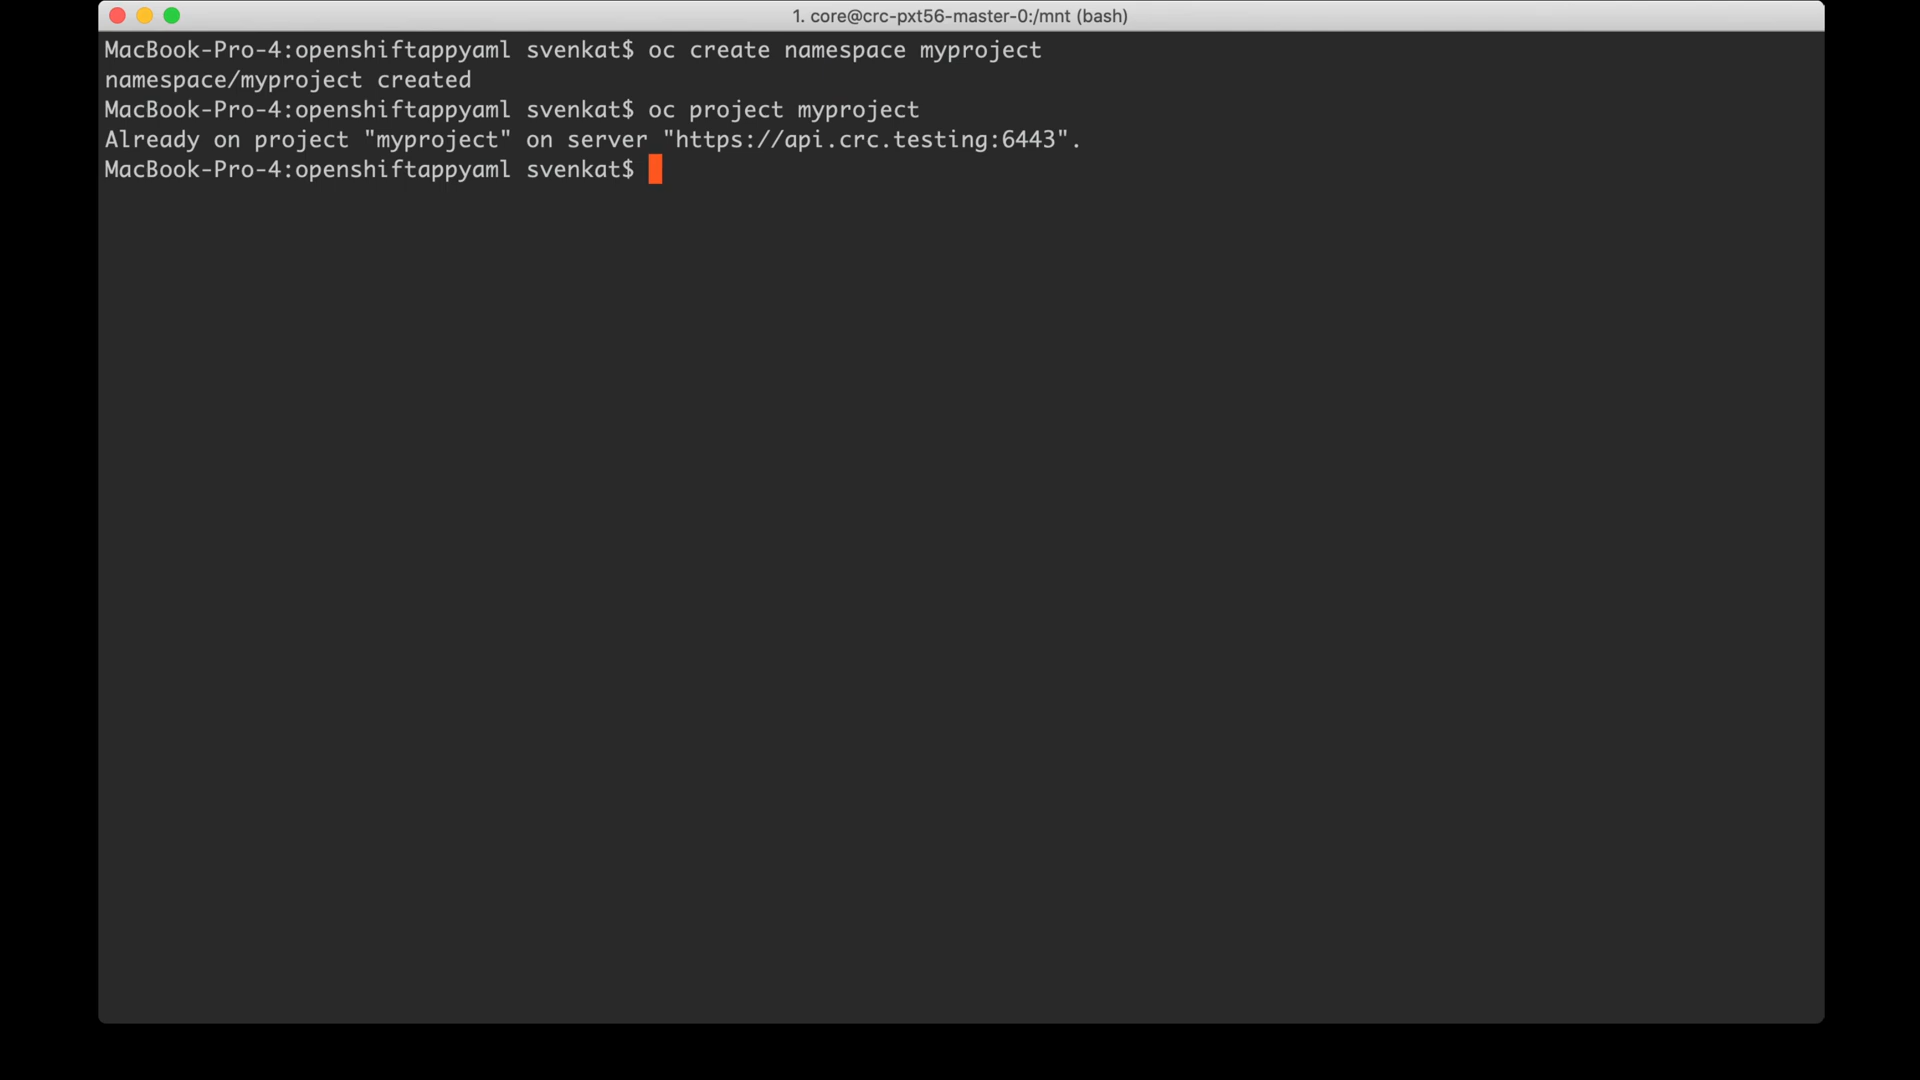 1. core@crc-pxt56-master-0:/mnt (bash)
MacBook-Pro-4:openshiftappyaml svenkat$ oc create namespace myproject
namespace/myproject created
MacBook-Pro-4:openshiftappyaml svenkat$ oc project myproject
Already on project "myproject" on server "https://api.crc.testing:6443".
MacBook-Pro-4:openshiftappyaml svenkat$